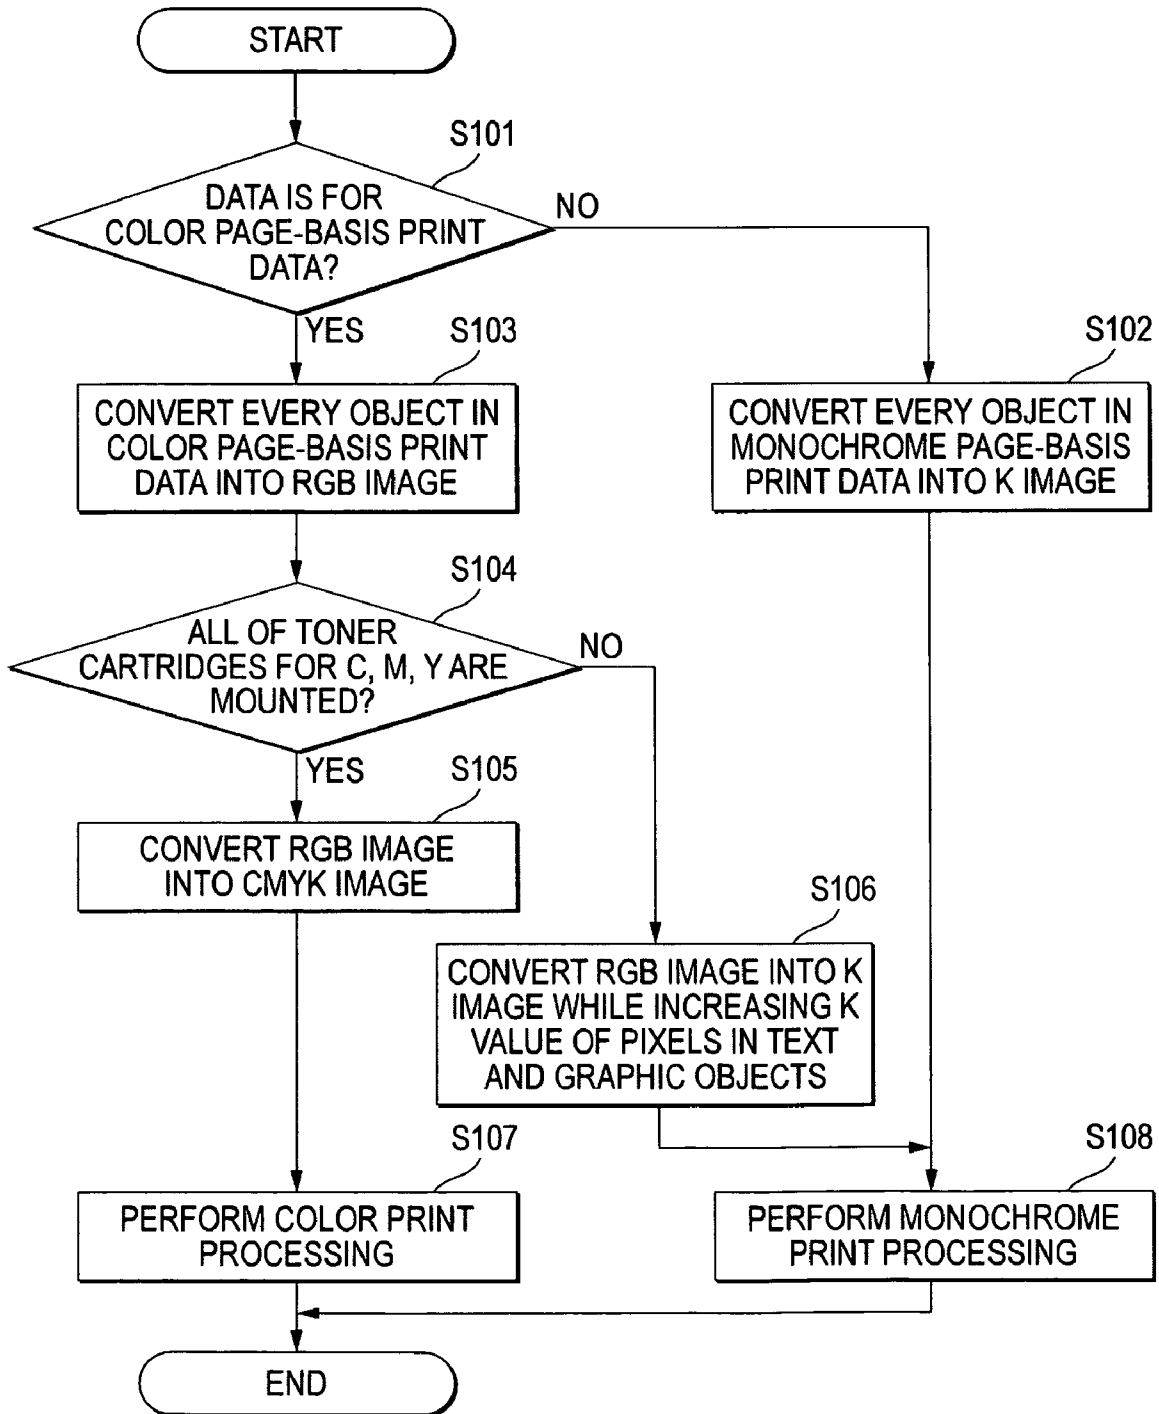 START
S101
DATA IS FOR
COLOR PAGE-BASIS PRINT
DATA?
NO
YES
S103
CONVERT EVERY OBJECT IN
COLOR PAGE-BASIS PRINT
DATA INTO RGB IMAGE
S102
CONVERT EVERY OBJECT IN
MONOCHROME PAGE-BASIS
PRINT DATA INTO K IMAGE
S104
ALL OF TONER
CARTRIDGES FOR C, M, Y ARE
MOUNTED?
NO
YES
S105
CONVERT RGB IMAGE
INTO CMYK IMAGE
S106
CONVERT RGB IMAGE INTO K
IMAGE WHILE INCREASING K
VALUE OF PIXELS IN TEXT
AND GRAPHIC OBJECTS
S107
PERFORM COLOR PRINT
PROCESSING
S108
PERFORM MONOCHROME
PRINT PROCESSING
END